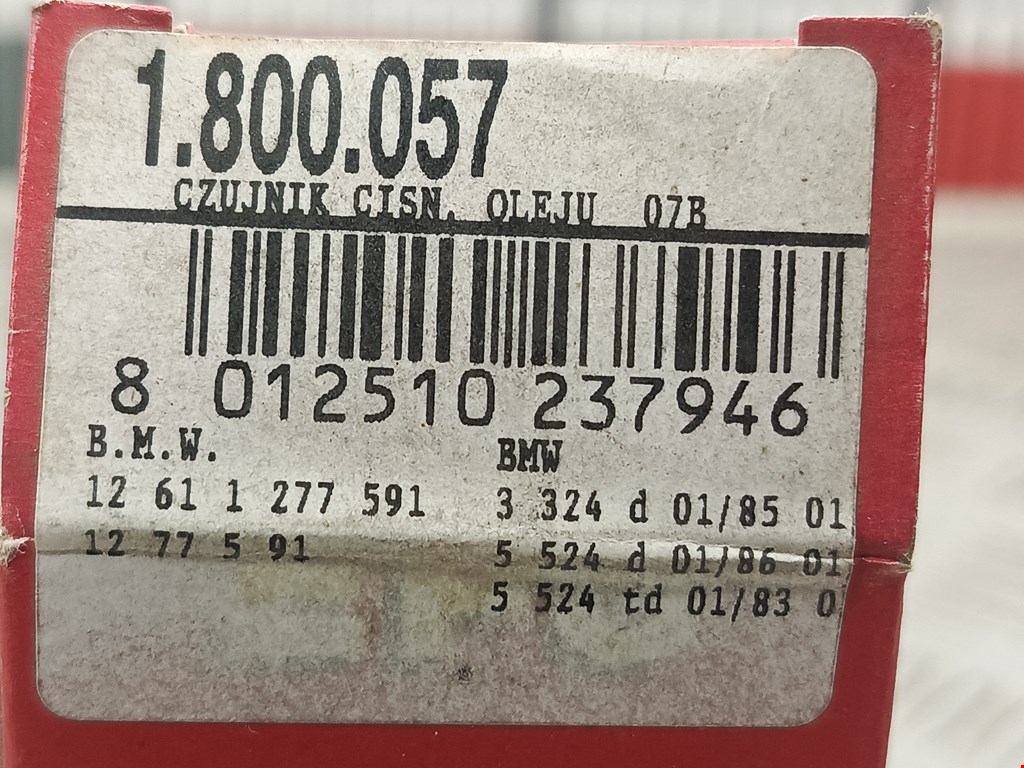 1.800.057
CZUJNIK CISN. OLEJU 07B
8 012510 237946
B.M.W.
BMW
12 61 1 277 591
3 324 d 01/85 01
12 77 5 91
5 524 d 01/86 01
5 524 td 01/83 0